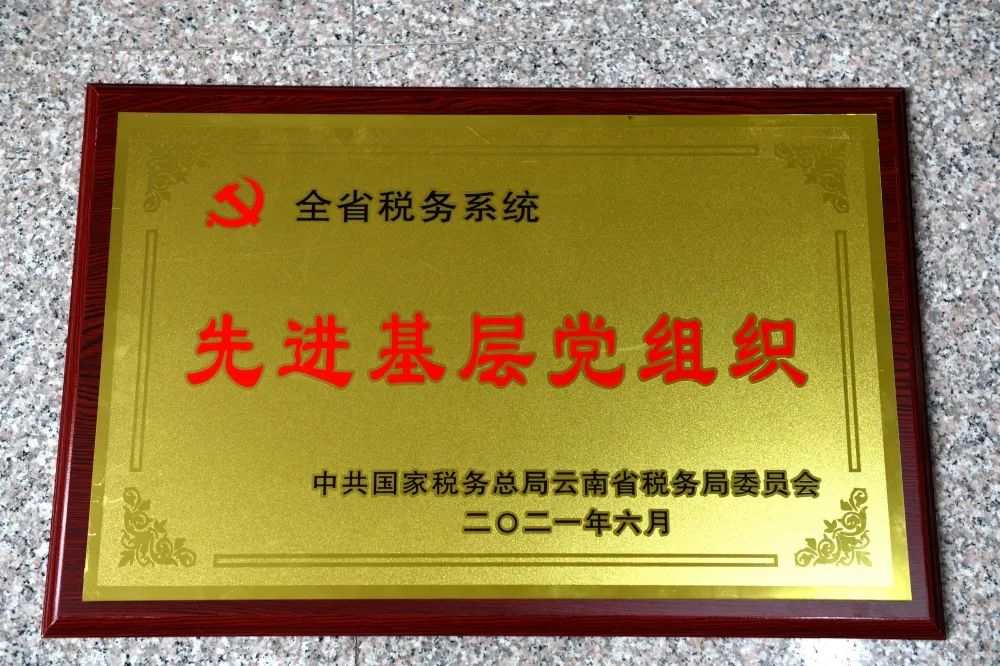 全省税务系统
先进基层党组织
中共国家税务总局云南省税务局委员会
二〇二一年六月